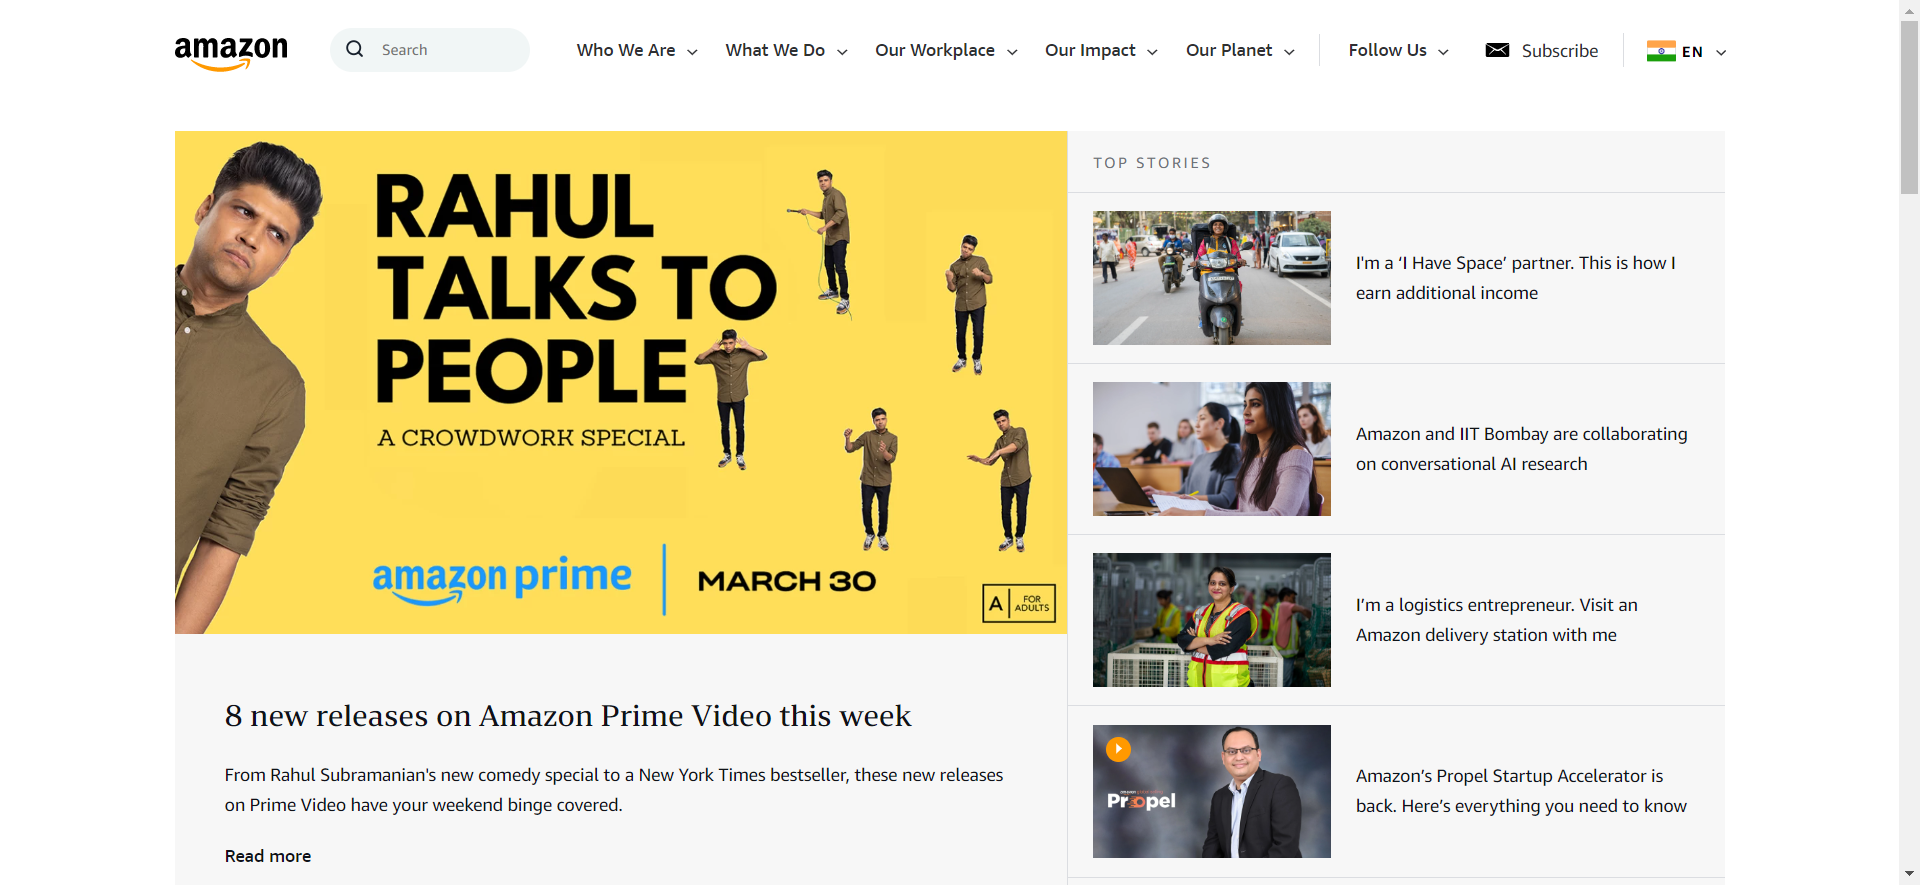 amazon
Search
Who We Are
What We Do
Our Workplace
Our Impact
Our Planet
Follow Us
Subscribe
EN
RAHUL
TALKS TO
PEOPLE
A CROWDWORK SPECIAL
amazon prime
MARCH 30
A FOR ADULTS
8 new releases on Amazon Prime Video this week
From Rahul Subramanian's new comedy special to a New York Times bestseller, these new releases
on Prime Video have your weekend binge covered.
Read more
TOP STORIES
I'm a ‘I Have Space’ partner. This is how I
earn additional income
Amazon and IIT Bombay are collaborating
on conversational AI research
I’m a logistics entrepreneur. Visit an
Amazon delivery station with me
Propel
Amazon’s Propel Startup Accelerator is
back. Here’s everything you need to know